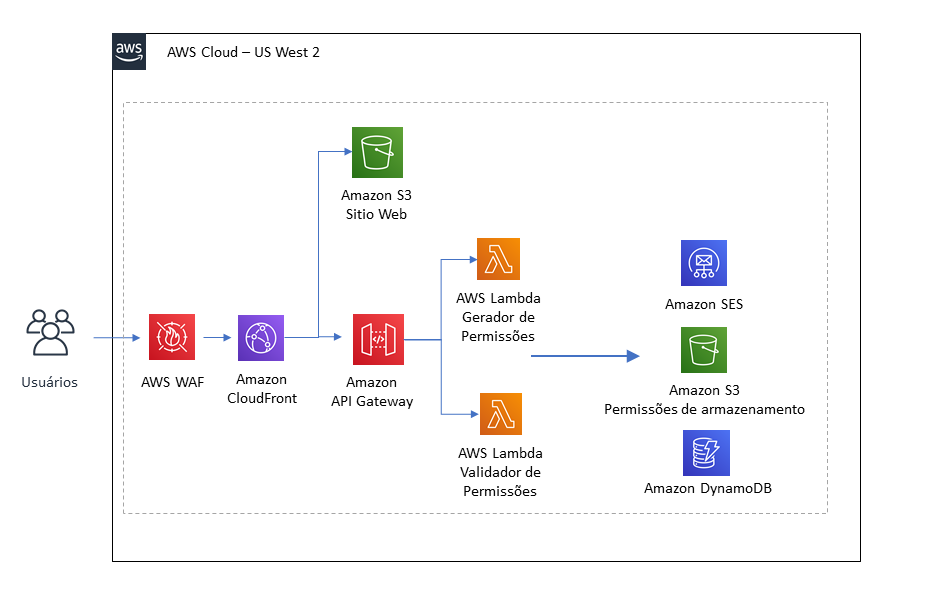 aws
AWS Cloud – US West 2
Amazon S3
Sitio Web
AWS Lambda
Gerador de
Permissões
Amazon SES
Usuários
AWS WAF
Amazon
CloudFront
Amazon
API Gateway
Amazon S3
Permissões de armazenamento
AWS Lambda
Validador de
Permissões
Amazon DynamoDB